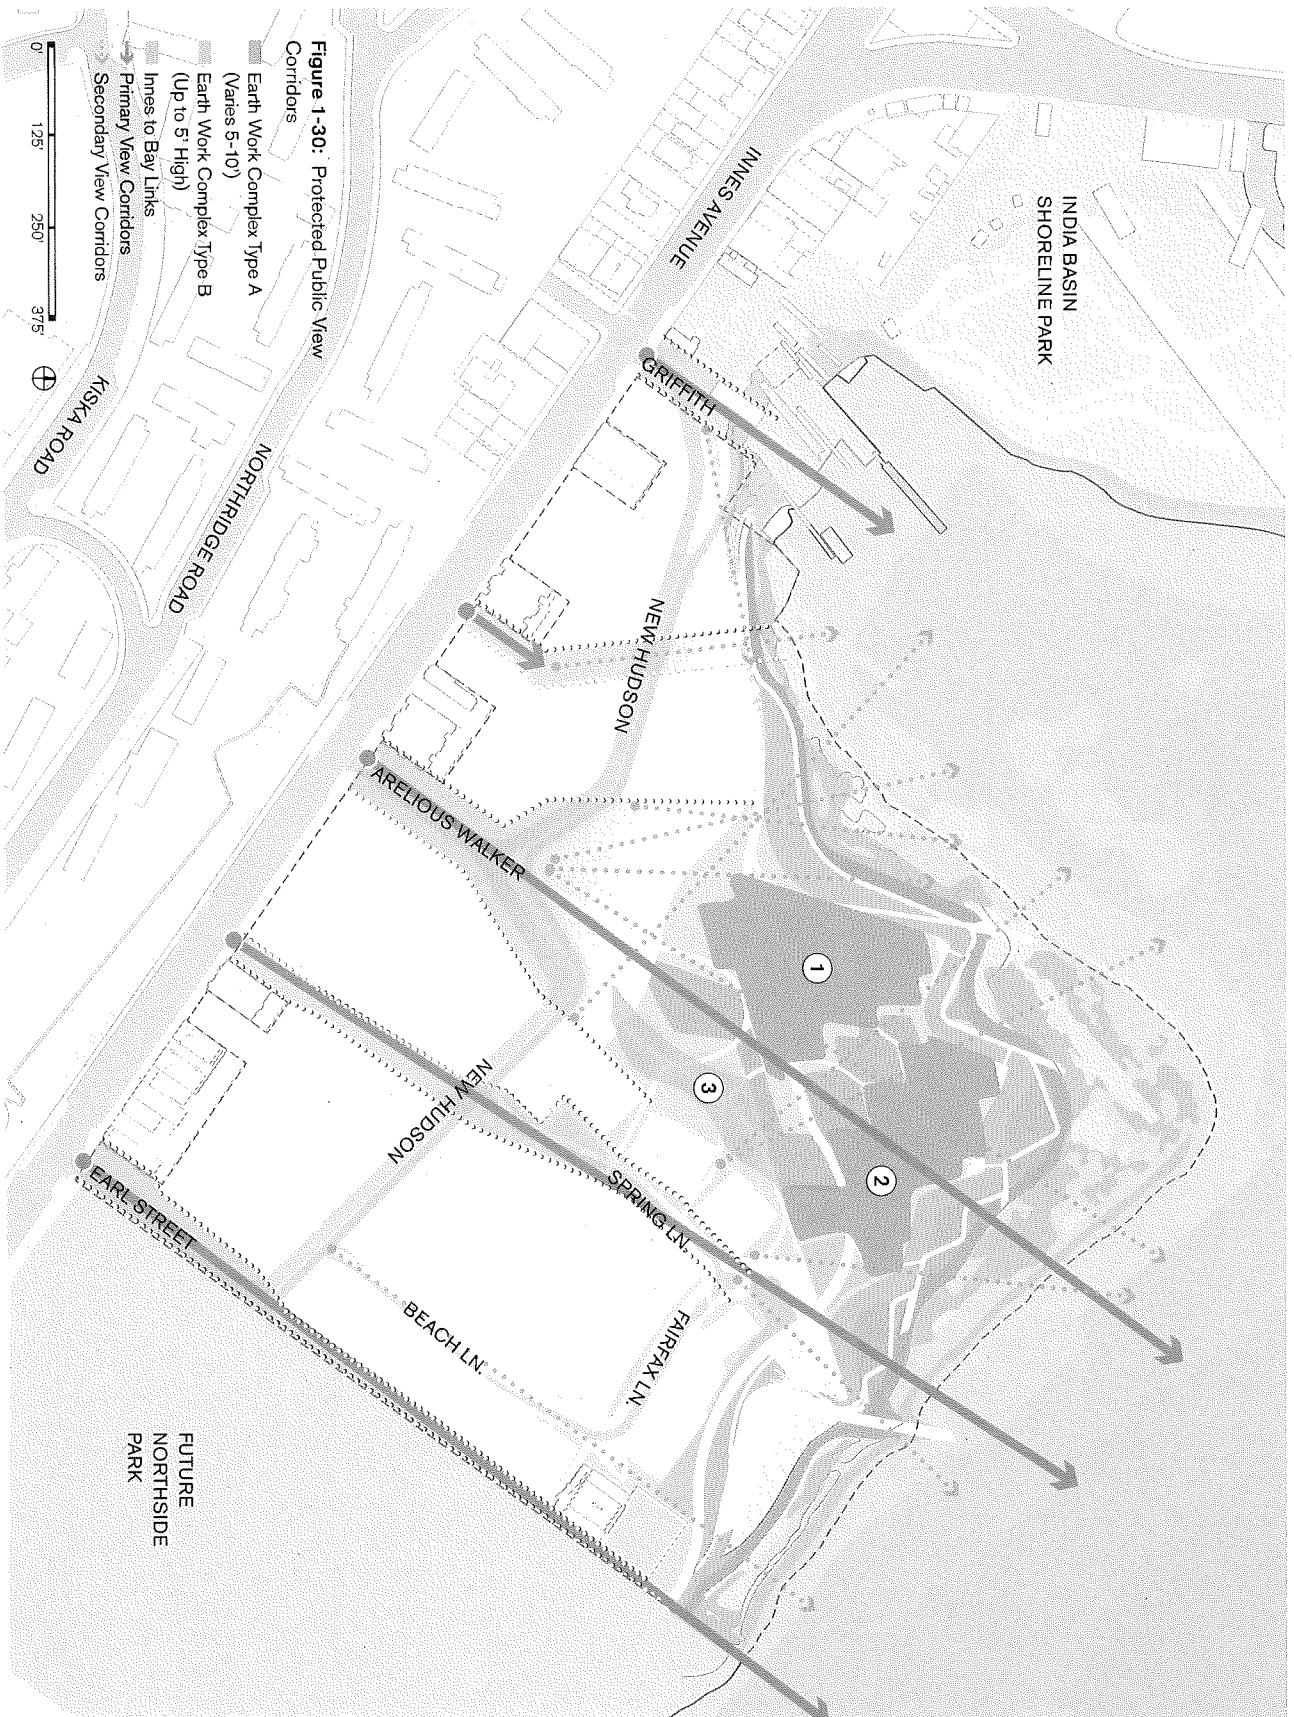 INDIA BASIN
SHORELINE PARK
INNES AVENUE
GRIFFITH
NEW HUDSON
ARELIOUS WALKER
1
2
3
NEW HUDSON
SPRING LN.
FAIRFAX LN.
BEACH LN.
EARL STREET
FUTURE
NORTHSIDE
PARK
NORTHRIDGE ROAD
KISKA ROAD
Figure 1-30: Protected Public View
Corridors
Earth Work Complex Type A
(Varies 5-10')
Earth Work Complex Type B
(Up to 5' High)
Innes to Bay Links
Primary View Corridors
Secondary View Corridors
0' 125' 250' 375'